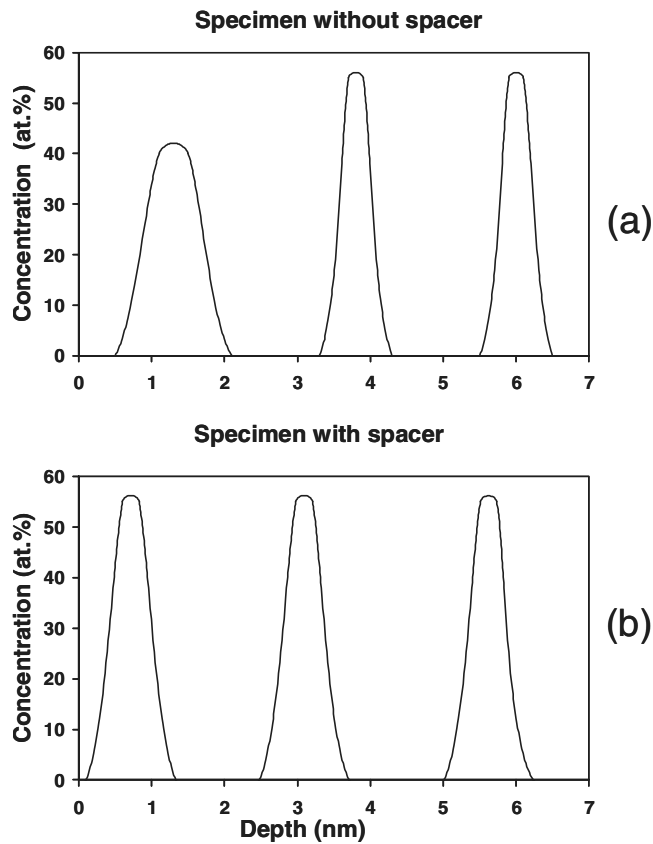 Specimen without spacer
60
50
40
30
20
10
0
Concentration (at.%)
(a)
0 1 2 3 4 5 6 7
Specimen with spacer
60
50
40
30
20
10
0
Concentration (at.%)
(b)
0 1 2 3 4 5 6 7
Depth (nm)